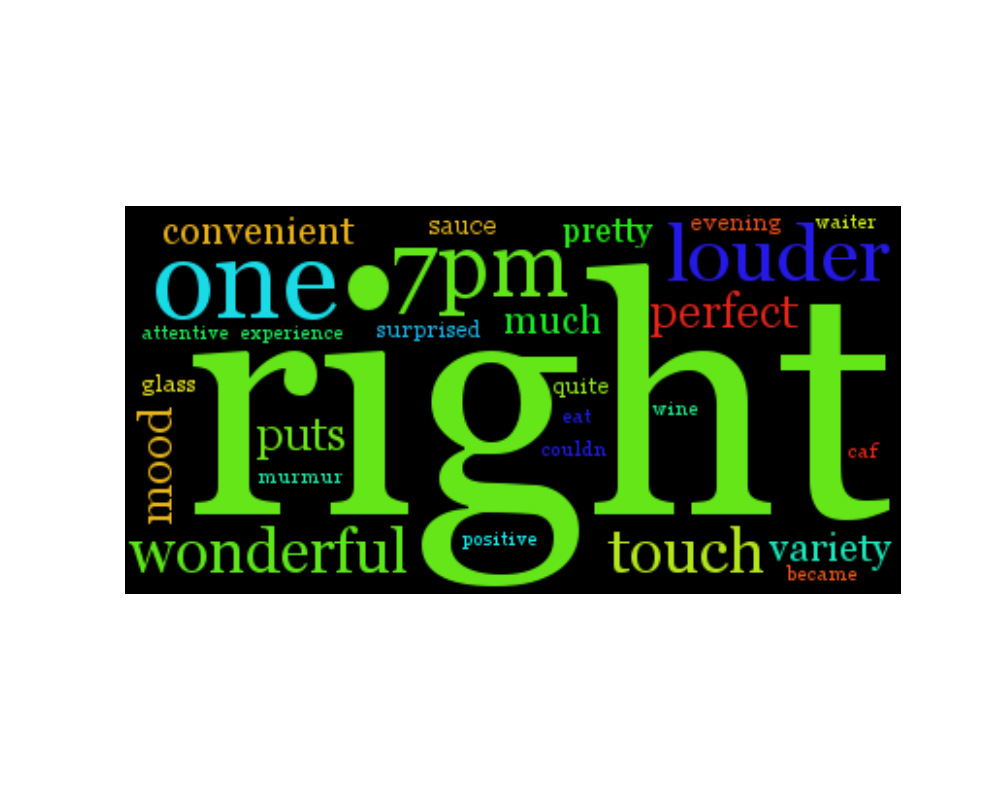 convenient
sauce
pretty
evening
waiter
one
7pm
louder
attentive
experience
surprised
much
perfect
right
glass
quite
mood
puts
eat
wine
murmur
couldn
caf
wonderful
positive
touch
variety
became